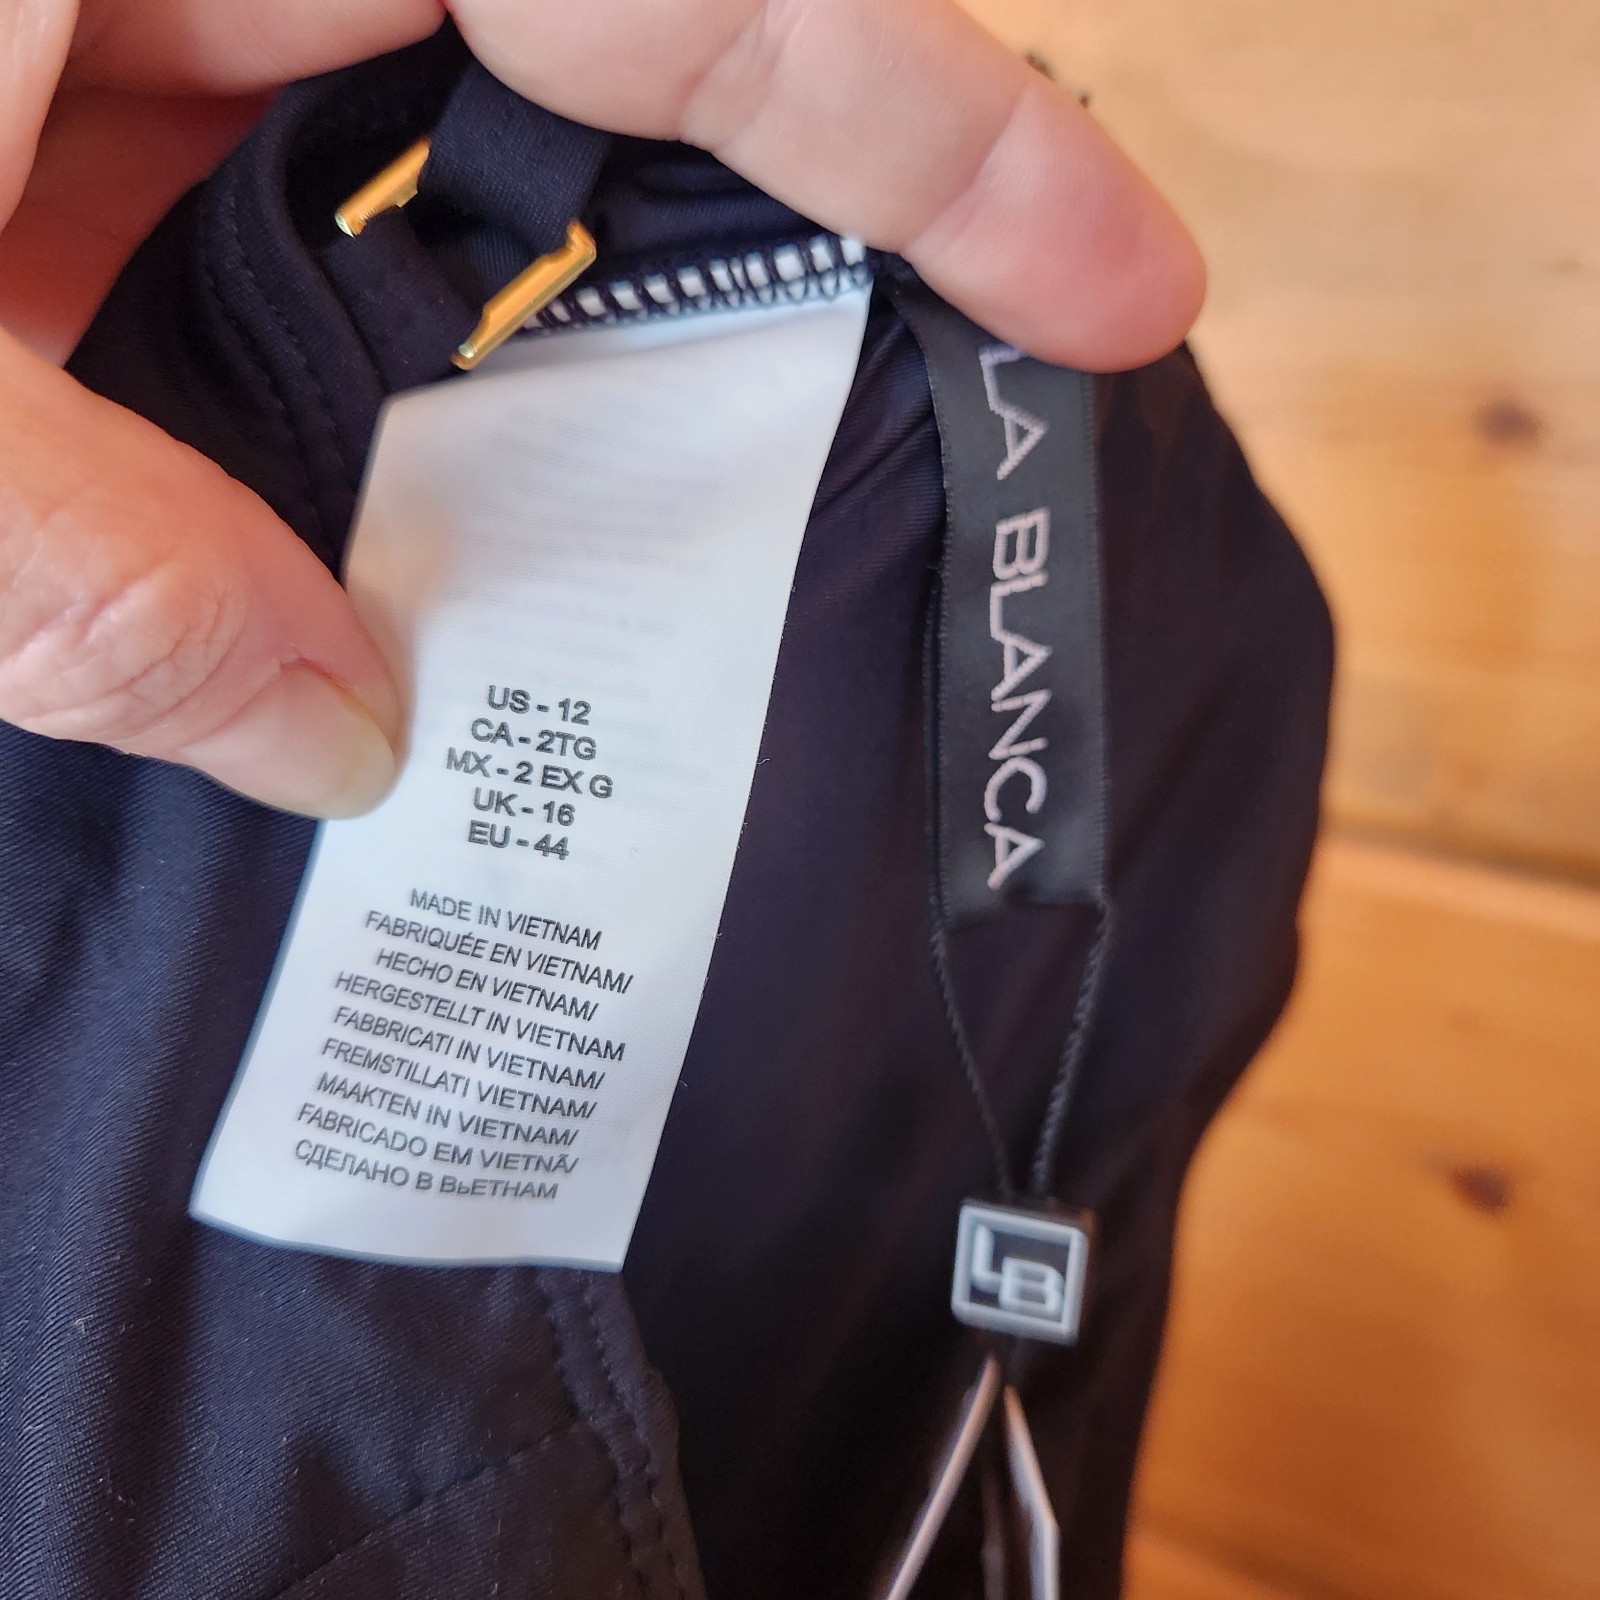 US - 12
CA - 2TG
MX - 2 EX G
UK - 16
EU - 44
MADE IN VIETNAM
FABRIQUÉE EN VIETNAM/
HECHO EN VIETNAM/
HERGESTELLT IN VIETNAM
FABBRICATI IN VIETNAM/
FREMSTILLATI VIETNAM/
MAAKTEN IN VIETNAM/
FABRICADO EM VIETNÃ/
СДЕЛАНО В ВЬЕТНАМ
LA BLANCA
LB